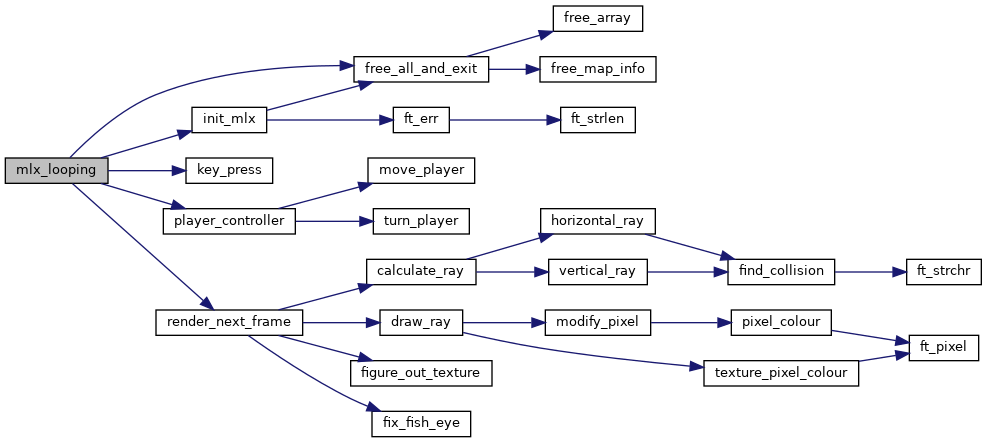 free_array
free_all_and_exit
free_map_info
init_mlx
ft_err
ft_strlen
mlx_looping
key_press
move_player
player_controller
turn_player
horizontal_ray
calculate_ray
vertical_ray
find_collision
ft_strchr
render_next_frame
draw_ray
modify_pixel
pixel_colour
ft_pixel
figure_out_texture
texture_pixel_colour
fix_fish_eye